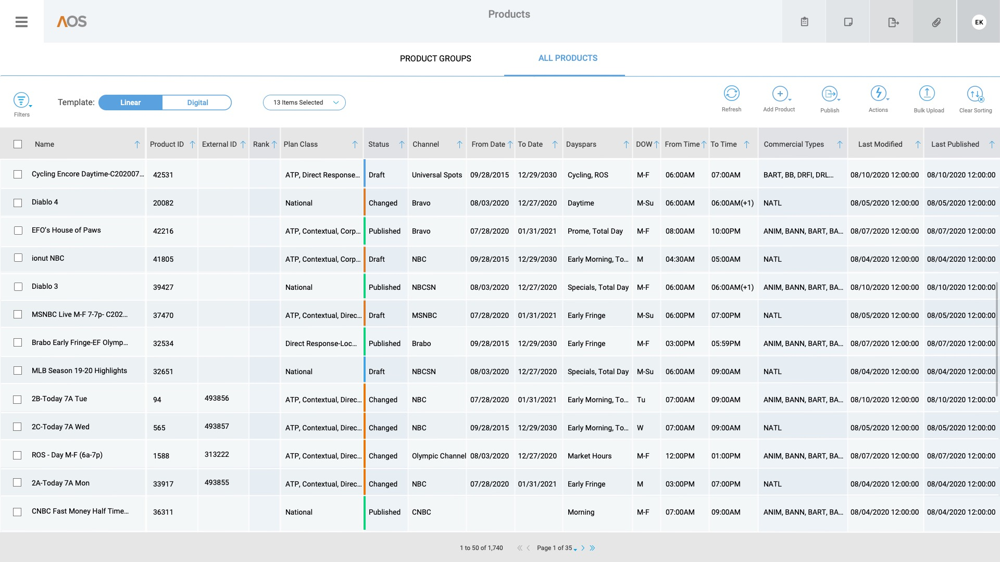 AOS
Products
EK
PRODUCT GROUPS
ALL PRODUCTS
Filters
Template: Linear Digital
13 Items Selected
Refresh
Add Product
Publish
Actions
Bulk Upload
Clear Sorting
Name Product ID External ID Rank Plan Class Status Channel From Date To Date Dayspars DOW From Time To Time Commercial Types Last Modified Last Published
Cycling Encore Daytime-C202007... 42531 ATP, Direct Response... Draft Universal Spots 09/28/2015 12/29/2030 Cycling, ROS M-F 06:00AM 07:00AM BART, BB, DRFI, DRL... 08/10/2020 12:00:00 08/10/2020 12:00:00
Diablo 4 20082 National Changed Bravo 08/03/2020 12/27/2020 Daytime M-Su 06:00AM 06:00AM(+1) NATL 08/05/2020 12:00:00 08/05/2020 12:00:00
EFO’s House of Paws 42216 ATP, Contextual, Corp... Published Bravo 07/28/2020 01/31/2021 Prome, Total Day M-F 08:00AM 10:00PM ANIM, BANN, BART, BA... 08/07/2020 12:00:00 08/07/2020 12:00:00
ionut NBC 41805 ATP, Contextual, Corp... Draft NBC 09/28/2015 12/29/2030 Early Morning, To... M 04:30AM 05:00AM NATL 08/04/2020 12:00:00 08/04/2020 12:00:00
Diablo 3 39427 National Published NBCSN 08/03/2020 12/27/2020 Specials, Total Day M-F 06:00AM 06:00AM(+1) ANIM, BANN, BART, BA... 08/10/2020 12:00:00 08/10/2020 12:00:00
MSNBC Live M-F 7-7p- C202... 37470 ATP, Contextual, Direc... Draft MSNBC 07/28/2020 01/31/2021 Early Fringe M-Su 06:00PM 07:00PM NATL 08/05/2020 12:00:00 08/05/2020 12:00:00
Brabo Early Fringe-EF Olymp... 32534 Direct Response-Loc... Published Brabo 09/28/2015 12/29/2030 Early Fringe M-F 03:00PM 05:59PM ANIM, BANN, BART, BA... 08/07/2020 12:00:00 08/07/2020 12:00:00
MLB Season 19-20 Highlights 32651 National Draft NBCSN 08/03/2020 12/27/2020 Specials, Total Day M-Su 06:00AM 09:00AM NATL 08/04/2020 12:00:00 08/04/2020 12:00:00
2B-Today 7A Tue 94 493856 ATP, Contextual, Direc... Changed NBC 07/28/2020 01/31/2021 Early Morning, To... Tu 07:00AM 09:00AM ANIM, BANN, BART, BA... 08/10/2020 12:00:00 08/10/2020 12:00:00
2C-Today 7A Wed 565 493857 ATP, Contextual, Direc... Changed NBC 09/28/2015 12/29/2030 Early Morning, To... W 07:00AM 09:00AM NATL 08/05/2020 12:00:00 08/05/2020 12:00:00
ROS - Day M-F (6a-7p) 1588 313222 ATP, Contextual, Direc... Changed Olympic Channel 08/03/2020 12/27/2020 Market Hours M-F 12:00PM 01:00PM ANIM, BANN, BART, BA... 08/07/2020 12:00:00 08/07/2020 12:00:00
2A-Today 7A Mon 33917 493855 ATP, Contextual, Direc... Changed NBC 07/28/2020 01/31/2021 Early Fringe M 03:00PM 07:00PM NATL 08/04/2020 12:00:00 08/04/2020 12:00:00
CNBC Fast Money Half Time... 36311 National Published CNBC Morning M-F 07:00AM 09:00AM ANIM, BANN, BART, BA... 08/04/2020 12:00:00 08/04/2020 12:00:00
1 to 50 of 1,740 Page 1 of 35